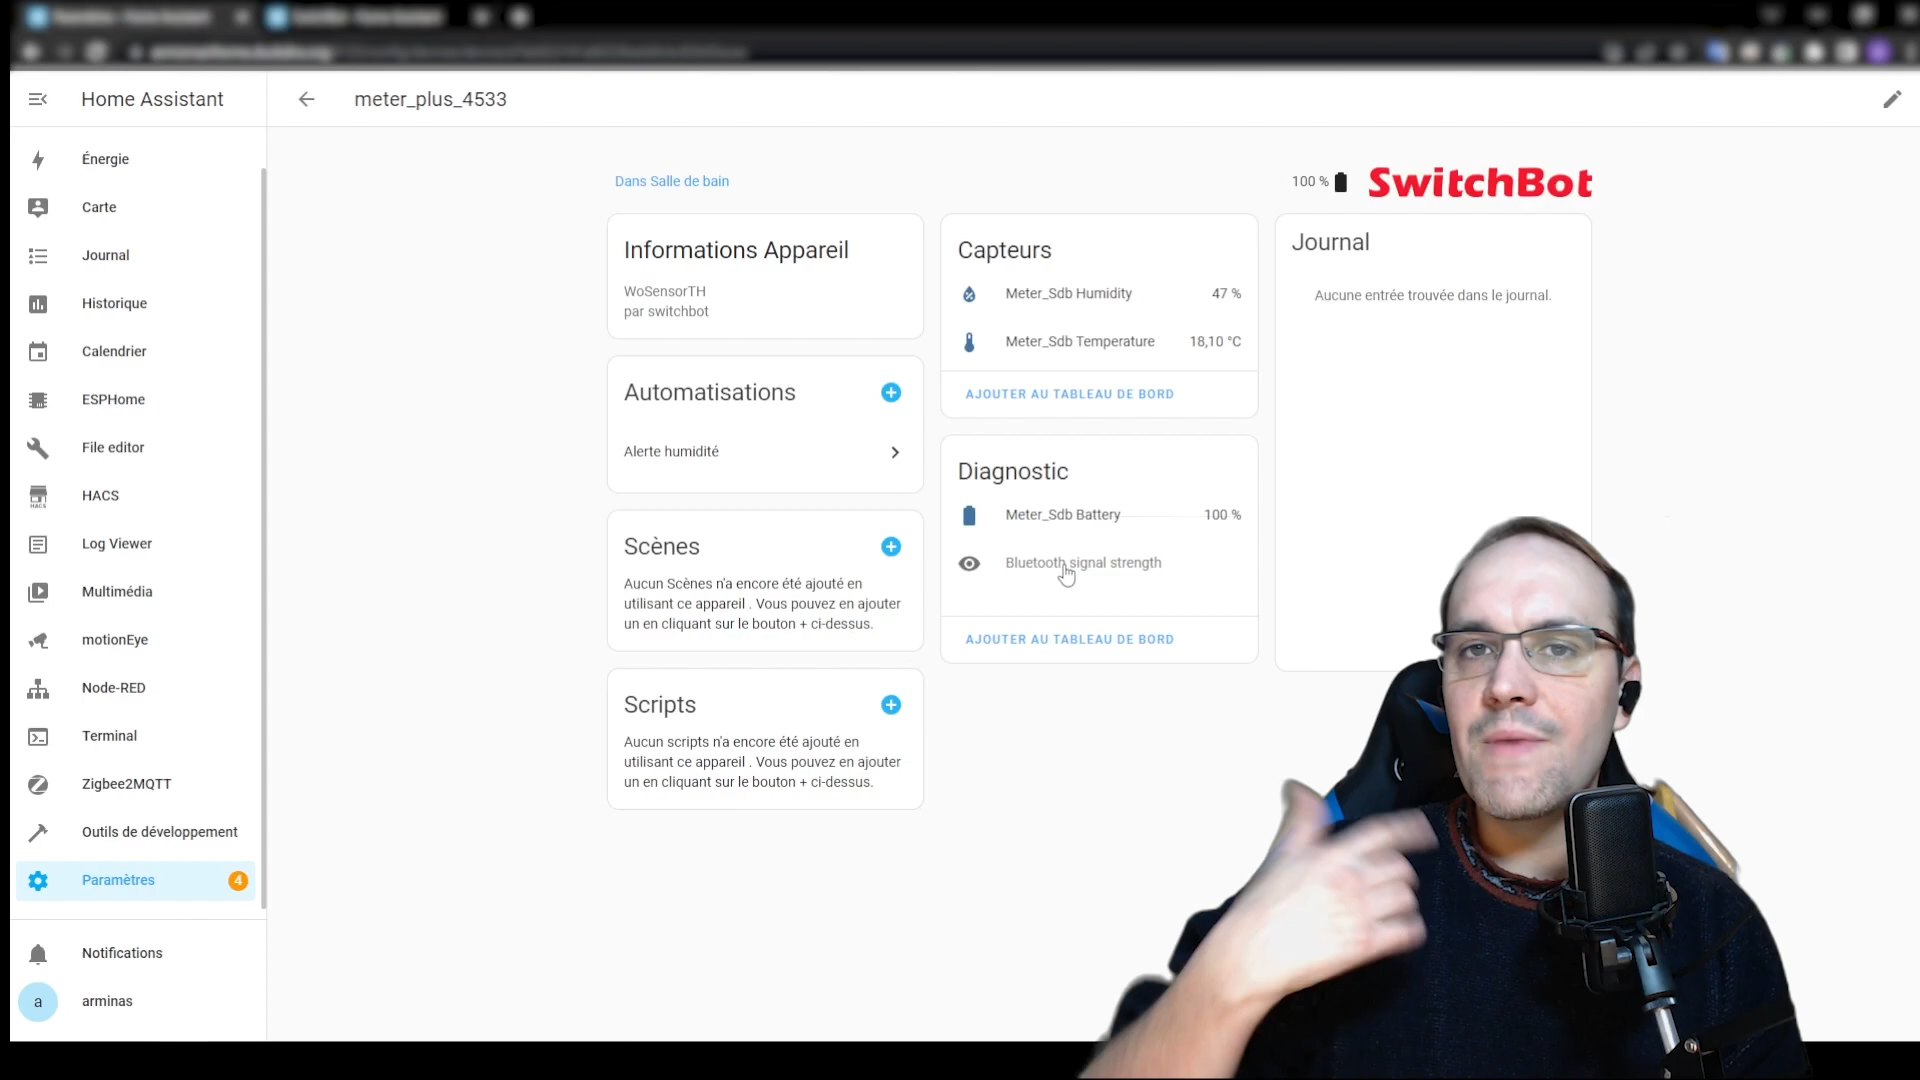 Home Assistant
meter_plus_4533
Énergie
Carte
Journal
Historique
Calendrier
ESPHome
File editor
HACS
HACS
Log Viewer
Multimédia
motionEye
Node-RED
Terminal
Zigbee2MQTT
Outils de développement
Paramètres
4
Notifications
a
arminas
Dans Salle de bain
100 %
SwitchBot
Informations Appareil
WoSensorTH
par switchbot
Automatisations
Alerte humidité
Scènes
Aucun Scènes n'a encore été ajouté en
utilisant ce appareil . Vous pouvez en ajouter
un en cliquant sur le bouton + ci-dessus.
Scripts
Aucun scripts n'a encore été ajouté en
utilisant ce appareil . Vous pouvez en ajouter
un en cliquant sur le bouton + ci-dessus.
Capteurs
Meter_Sdb Humidity 47 %
Meter_Sdb Temperature 18,10 °C
AJOUTER AU TABLEAU DE BORD
Diagnostic
Meter_Sdb Battery 100 %
Bluetooth signal strength
AJOUTER AU TABLEAU DE BORD
Journal
Aucune entrée trouvée dans le journal.